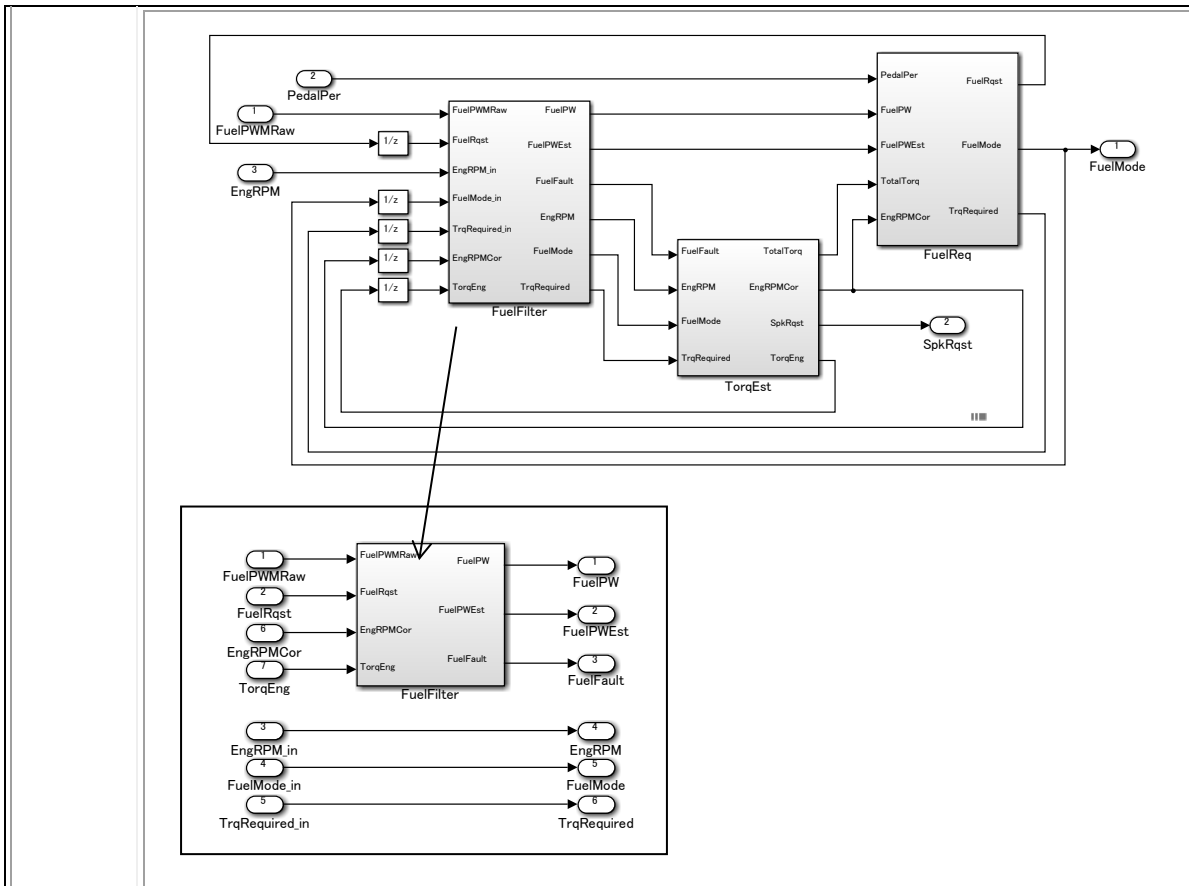 2
PedalPer
1
FuelPWMRaw
1/z
3
EngRPM
1/z
1/z
1/z
1/z
FuelPWMRaw
FuelRqst
EngRPM_in
FuelMode_in
TrqRequired_in
EngRPMCor
TorqEng
FuelPW
FuelPWEst
FuelFault
EngRPM
FuelMode
TrqRequired
FuelFilter
FuelFault
EngRPM
FuelMode
TrqRequired
TotalTorq
EngRPMCor
SpkRqst
TorqEng
TorqEst
PedalPer
FuelPW
FuelPWEst
TotalTorq
EngRPMCor
FuelRqst
FuelMode
TrqRequired
FuelReq
1
FuelMode
2
SpkRqst
1
FuelPWMRaw
2
FuelRqst
6
EngRPMCor
7
TorqEng
FuelPWMRaw
FuelRqst
EngRPMCor
TorqEng
FuelPW
FuelPWEst
FuelFault
FuelFilter
1
FuelPW
2
FuelPWEst
3
FuelFault
3
EngRPM_in
4
EngRPM
4
FuelMode_in
5
FuelMode
5
TrqRequired_in
6
TrqRequired